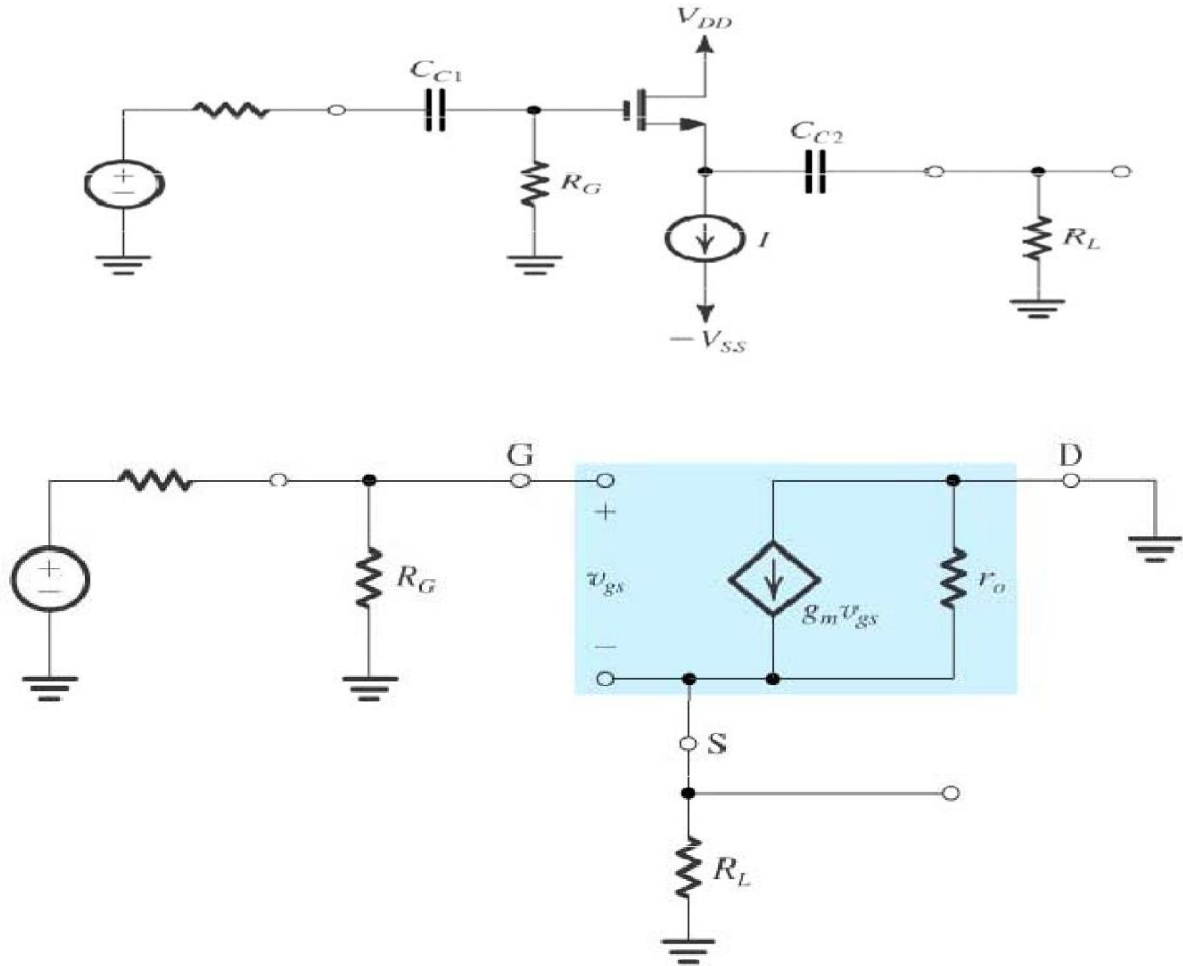 V_DD
C_C1
C_C2
R_G
+
−
I
R_L
−V_SS
G
D
+
+
−
R_G
v_gs
g_m v_gs
r_o
−
S
R_L